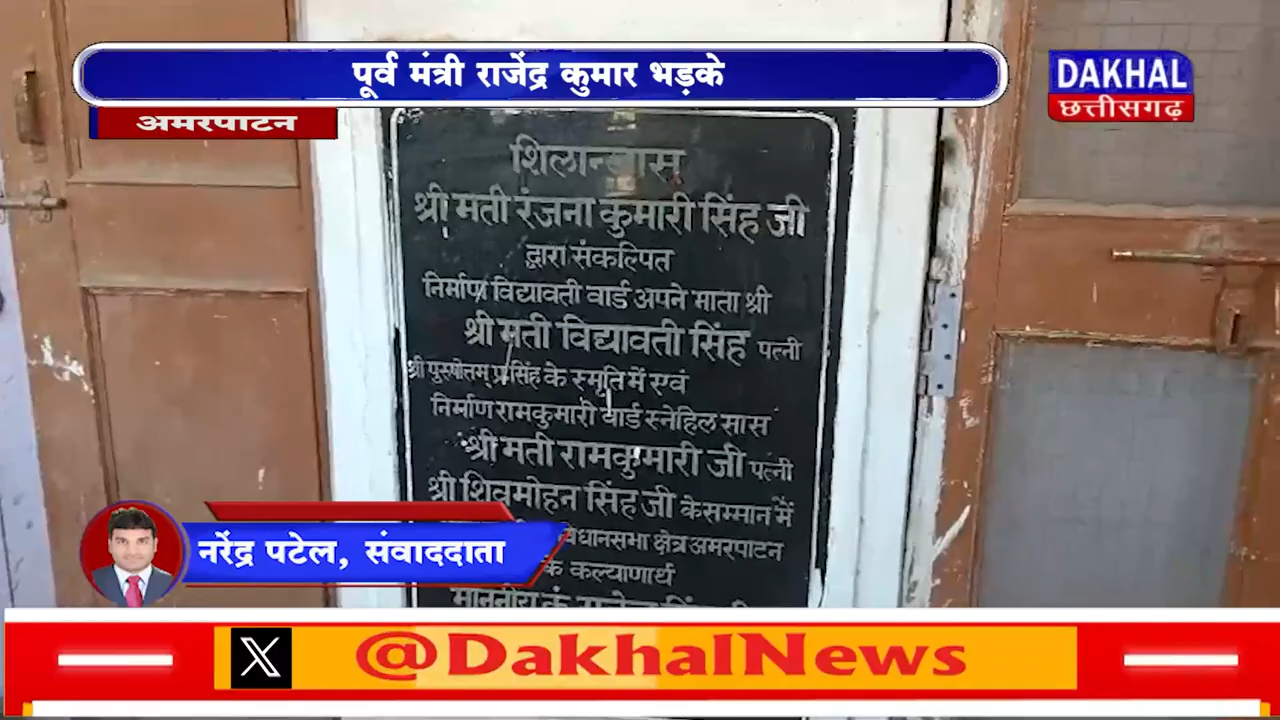 पूर्व मंत्री राजेंद्र कुमार भड़के
DAKHAL
छत्तीसगढ़
अमरपाटन
शिलान्यास
श्री मती रंजना कुमारी सिंह जी
द्वारा संकल्पित
निर्माण विद्यावती वार्ड अपने माता श्री
श्री मती विद्यावती सिंह पत्नी
श्री पुरुषोतम् प्र सिंह के स्मृति में एवं
निर्माण रामकुमारी वार्ड स्नेहिल सास
श्री मती रामकुमारी जी पत्नी
श्री शिवमोहन सिंह जी के सम्मान में
विधानसभा क्षेत्र अमरपाटन
के कल्याणार्थ
माननीय
नरेंद्र पटेल, संवाददाता
X @DakhalNews